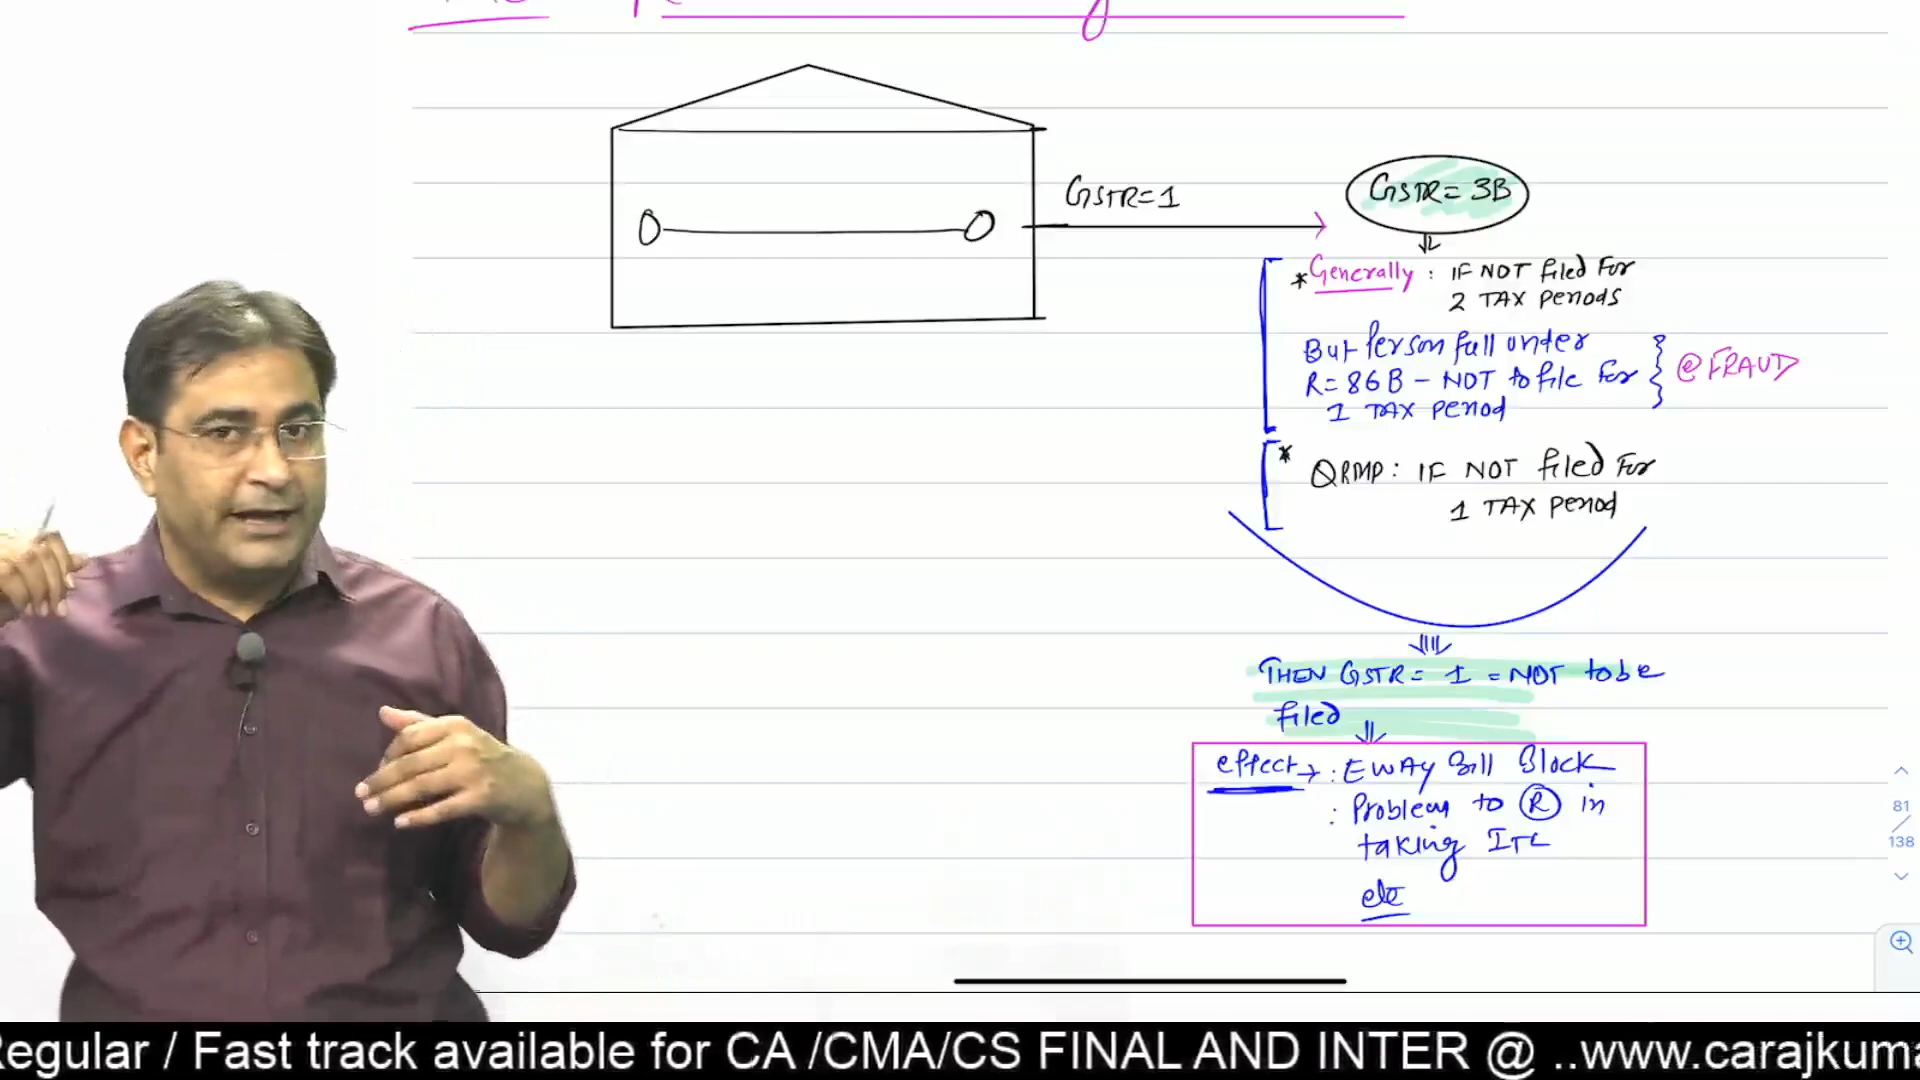 GSTR=1
GSTR= 3B
* Generally : IF NOT filed For
2 TAX Periods
But Person fall under
R=86B - NOT to file For
1 TAX Period
@FRAUD
* QRMP : IF NOT filed For
1 TAX Period
THEN GSTR= 1 = NOT to be
filed
effect → : EWAY Bill Block
: Problem to R in
taking ITC
etc
81
138
Regular / Fast track available for CA /CMA/CS FINAL AND INTER @ ..www.carajkuma